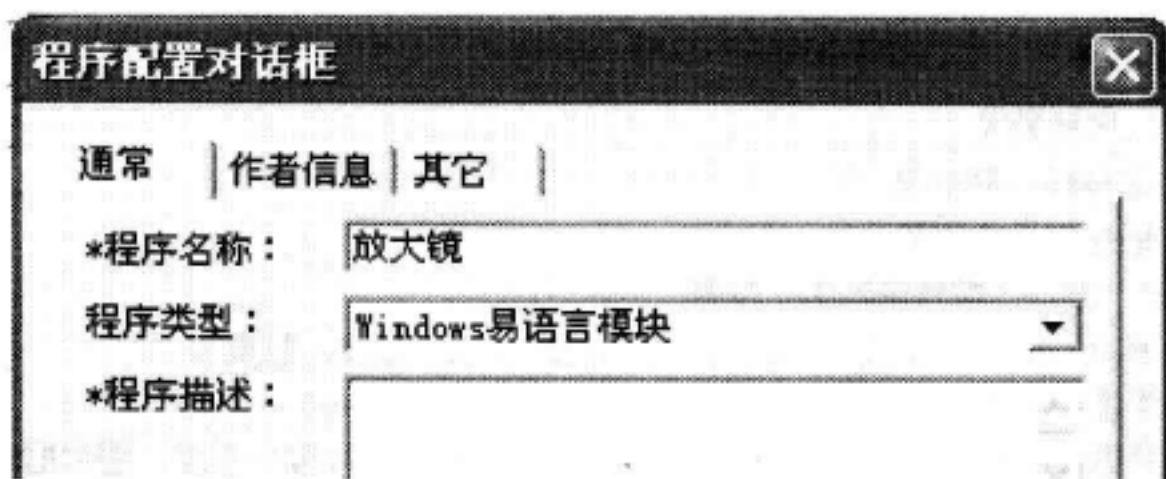 程序配置对话框
通常 作者信息 其它
*程序名称： 放大镜
程序类型： Windows易语言模块
*程序描述：